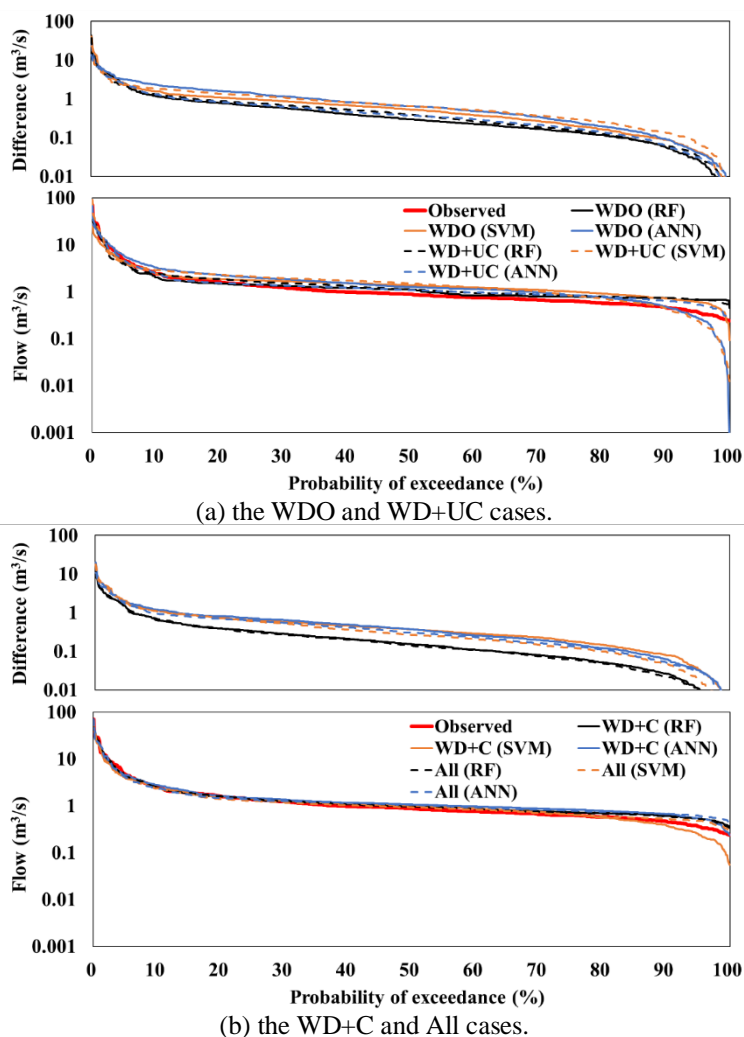 100
10
1
0.1
0.01
Difference (m³/s)
100
10
1
0.1
0.01
0.001
Flow (m³/s)
Observed WDO (RF)
WDO (SVM) WDO (ANN)
WD+UC (RF) WD+UC (SVM)
WD+UC (ANN)
0 10 20 30 40 50 60 70 80 90 100
Probability of exceedance (%)
(a) the WDO and WD+UC cases.
100
10
1
0.1
0.01
Difference (m³/s)
100
10
1
0.1
0.01
0.001
Flow (m³/s)
Observed WD+C (RF)
WD+C (SVM) WD+C (ANN)
All (RF) All (SVM)
All (ANN)
0 10 20 30 40 50 60 70 80 90 100
Probability of exceedance (%)
(b) the WD+C and All cases.